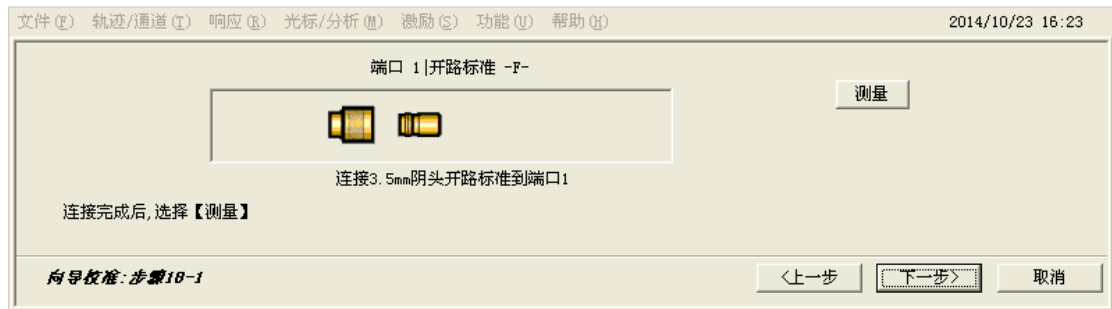 文件(F) 轨迹/通道(T) 响应(R) 光标/分析(M) 激励(S) 功能(U) 帮助(H) 2014/10/23 16:23
端口 1|开路标准 -F-
测量
连接3.5mm阴头开路标准到端口1
连接完成后,选择【测量】
向导校准:步骤18-1 <上一步 下一步> 取消